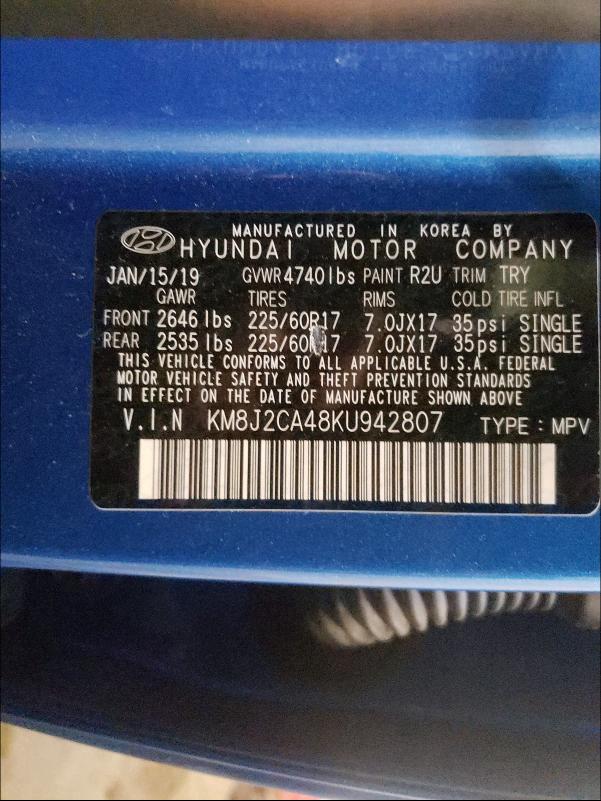 MANUFACTURED IN KOREA BY
HYUNDAI MOTOR COMPANY
JAN/15/19 GVWR 4740lbs PAINT R2U TRIM TRY
GAWR TIRES RIMS COLD TIRE INFL
FRONT 2646 lbs 225/60R17 7.0JX17 35psi SINGLE
REAR 2535 lbs 225/60R17 7.0JX17 35psi SINGLE
THIS VEHICLE CONFORMS TO ALL APPLICABLE U.S.A. FEDERAL
MOTOR VEHICLE SAFETY AND THEFT PREVENTION STANDARDS
IN EFFECT ON THE DATE OF MANUFACTURE SHOWN ABOVE
V.I.N KM8J2CA48KU942807 TYPE : MPV